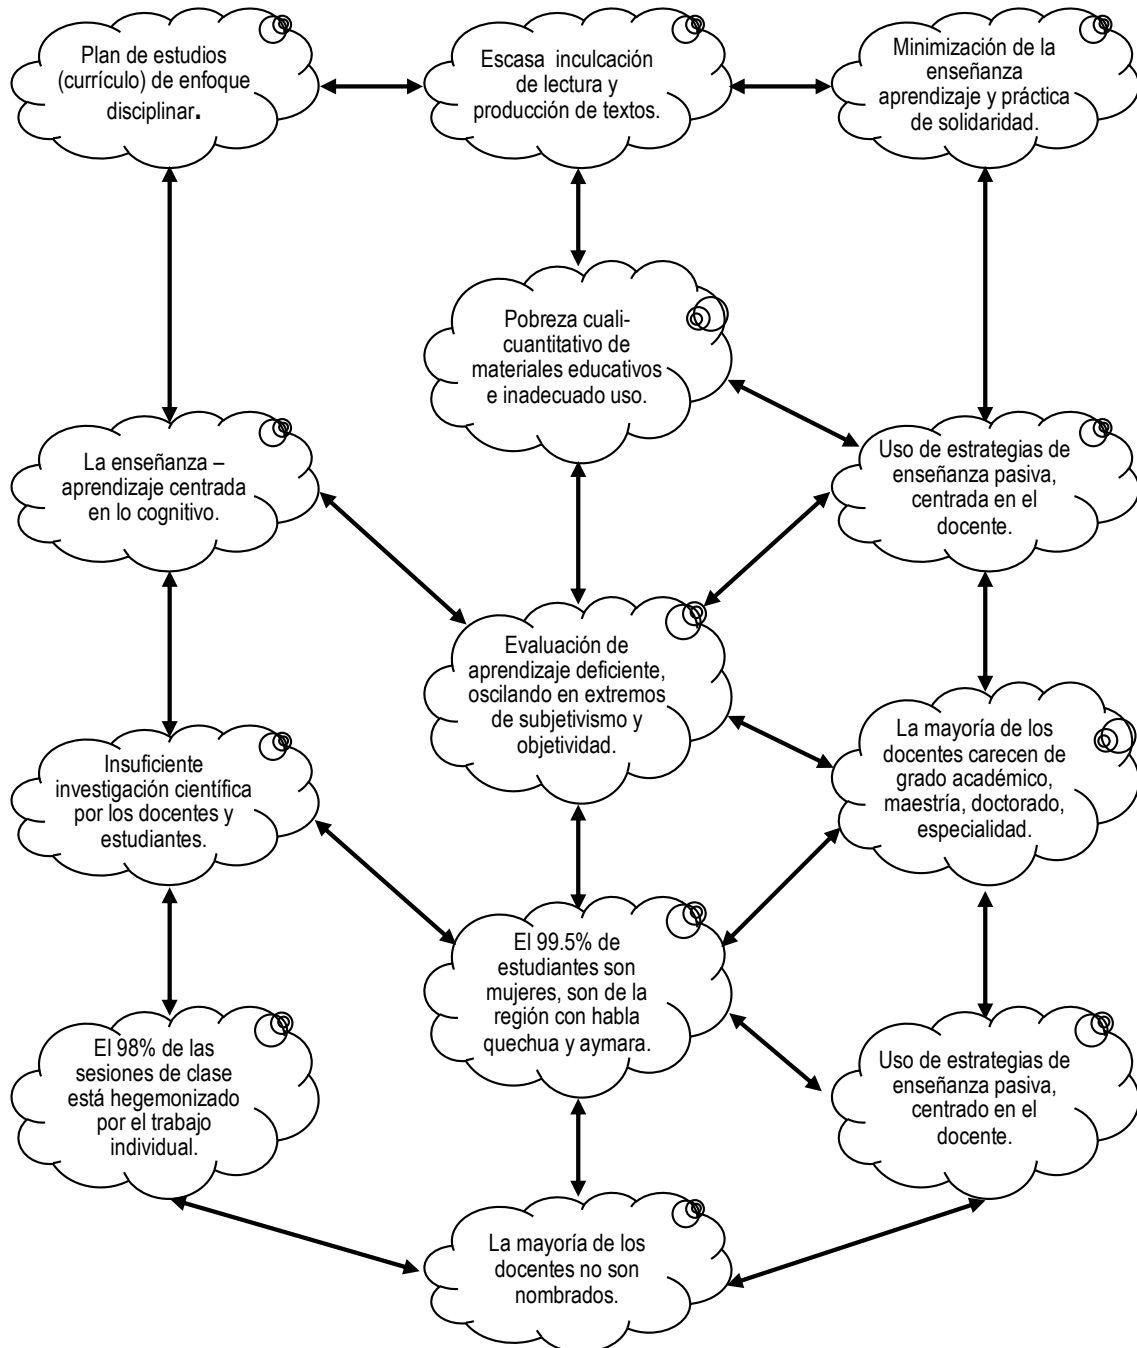 Plan de estudios
(currículo) de enfoque
disciplinar.
Escasa inculcación
de lectura y
producción de textos.
Minimización de la
enseñanza
aprendizaje y práctica
de solidaridad.
Pobreza cuali-
cuantitativo de
materiales educativos
e inadecuado uso.
La enseñanza –
aprendizaje centrada
en lo cognitivo.
Uso de estrategias de
enseñanza pasiva,
centrada en el
docente.
Evaluación de
aprendizaje deficiente,
oscilando en extremos
de subjetivismo y
objetividad.
Insuficiente
investigación científica
por los docentes y
estudiantes.
La mayoría de los
docentes carecen de
grado académico,
maestría, doctorado,
especialidad.
El 99.5% de
estudiantes son
mujeres, son de la
región con habla
quechua y aymara.
El 98% de las
sesiones de clase
está hegemonizado
por el trabajo
individual.
Uso de estrategias de
enseñanza pasiva,
centrado en el
docente.
La mayoría de los
docentes no son
nombrados.